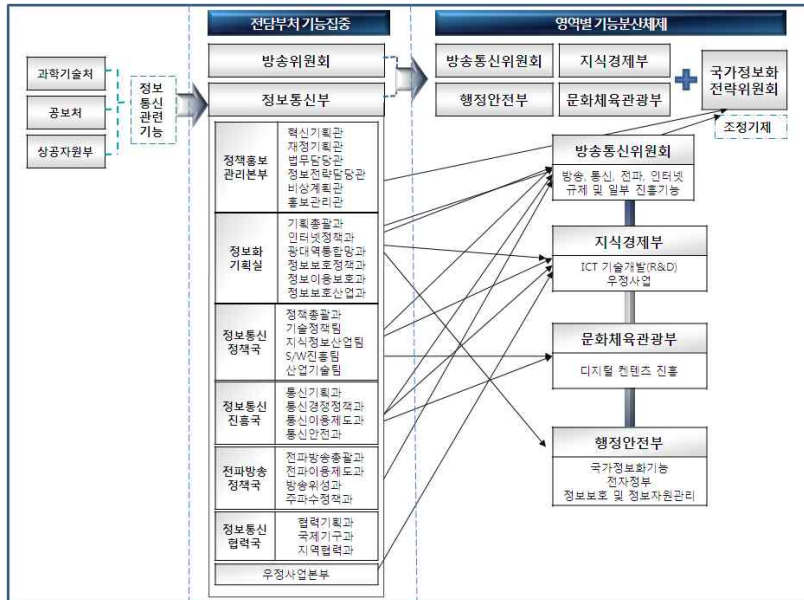 전담부처 기능집중
영역별 기능분산체제
과학기술처
공보처
상공자원부
정보
통신
관련
기능
방송위원회
정보통신부
방송통신위원회
지식경제부
행정안전부
문화체육관광부
국가정보화
전략위원회
조정기제
정책홍보
관리본부
혁신기획관
재정기획관
법무담당관
정보전략담당관
비상계획관
홍보관리관
정보화
기획실
기획총괄과
인터넷정책과
광대역통합망과
정보보호정책과
정보이용보호과
정보보호산업과
정보통신
정책국
정책총괄과
기술정책팀
지식정보산업팀
S/W진흥팀
산업기술팀
정보통신
진흥국
통신기획과
통신경쟁정책과
통신이용제도과
통신안전과
전파방송
정책국
전파방송총괄과
전파이용제도과
방송위성과
주파수정책과
정보통신
협력국
협력기획과
국제기구과
지역협력과
우정사업본부
방송통신위원회
방송, 통신, 전파, 인터넷
규제 및 일부 진흥기능
지식경제부
ICT 기술개발(R&D)
우정사업
문화체육관광부
디지털 컨텐츠 진흥
행정안전부
국가정보화기능
전자정부
정보보호 및 정보자원관리